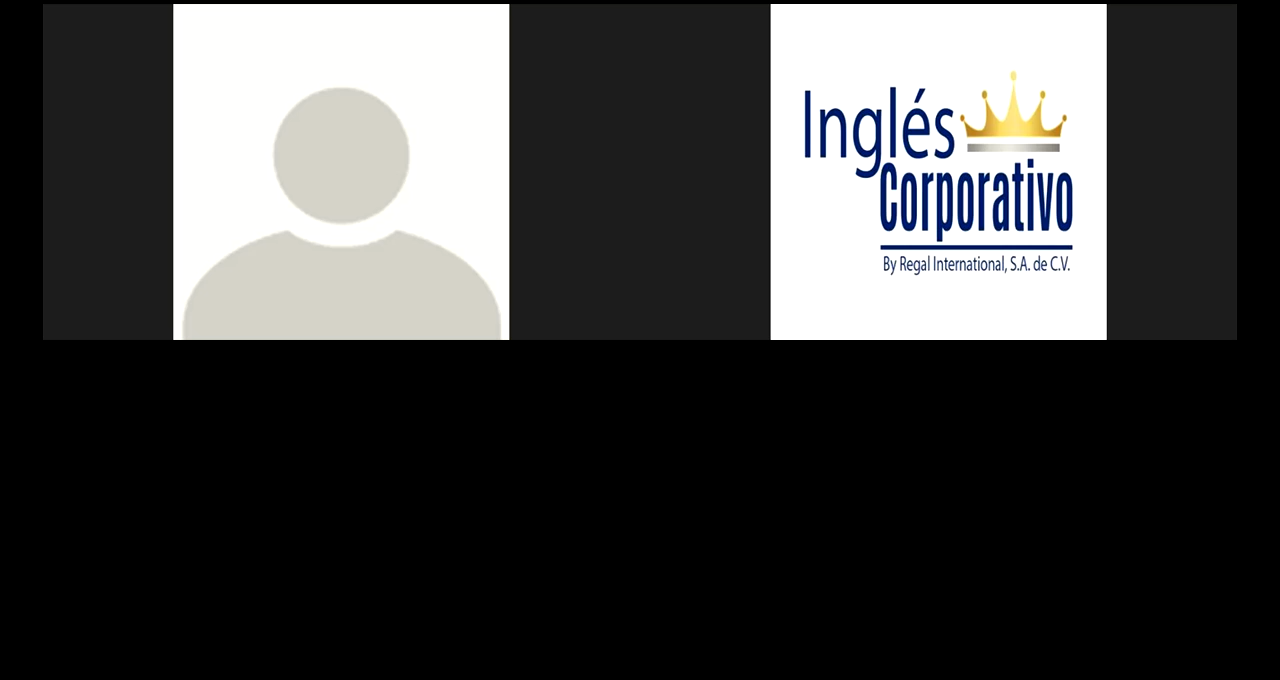 Inglés
Corporativo
By Regal International, S.A. de C.V.